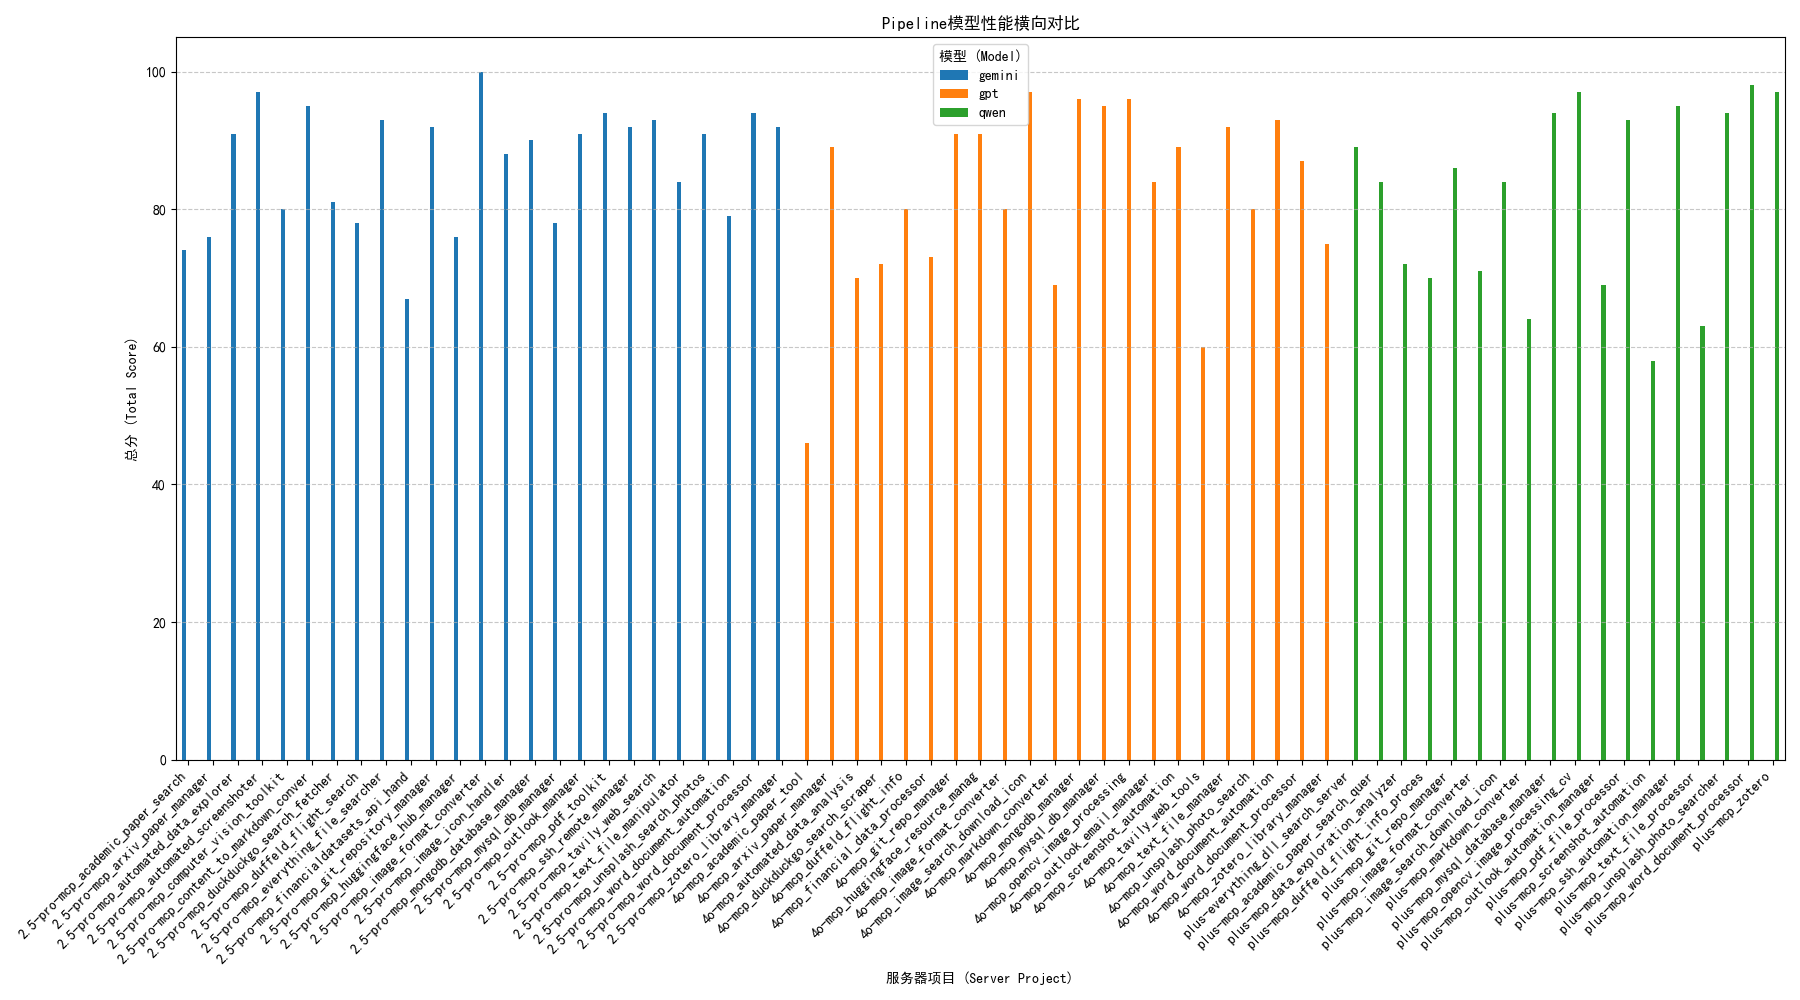 Pipeline模型性能横向对比
模型 (Model)
gemini
gpt
qwen
总分 (Total Score)
100
80
60
40
20
0
2.5-pro-mcp_academic_paper_search
2.5-pro-mcp_arxiv_paper_manager
2.5-pro-mcp_automated_data_explorer
2.5-pro-mcp_automated_screenshoter
2.5-pro-mcp_computer_vision_toolkit
2.5-pro-mcp_content_to_markdown_conver
2.5-pro-mcp_duckduckgo_search_fetcher
2.5-pro-mcp_duffeld_flight_search
2.5-pro-mcp_everything_file_searcher
2.5-pro-mcp_financialdatasets_api_hand
2.5-pro-mcp_git_repository_manager
2.5-pro-mcp_huggingface_hub_manager
2.5-pro-mcp_image_format_converter
2.5-pro-mcp_image_icon_handler
2.5-pro-mcp_mongodb_database_manager
2.5-pro-mcp_mysql_db_manager
2.5-pro-mcp_outlook_manager
2.5-pro-mcp_pdf_toolkit
2.5-pro-mcp_ssh_remote_manager
2.5-pro-mcp_tavily_web_search
2.5-pro-mcp_text_file_manipulator
2.5-pro-mcp_unsplash_search_photos
2.5-pro-mcp_word_document_automation
2.5-pro-mcp_word_document_processor
2.5-pro-mcp_zotero_library_manager
4o-mcp_academic_paper_tool
4o-mcp_arxiv_paper_manager
4o-mcp_automated_data_analysis
4o-mcp_duckduckgo_search_scraper
4o-mcp_duffeld_flight_info
4o-mcp_financial_data_processor
4o-mcp_git_repo_manager
4o-mcp_huggingface_resource_manag
4o-mcp_image_format_converter
4o-mcp_image_search_download_icon
4o-mcp_markdown_converter
4o-mcp_mongodb_manager
4o-mcp_mysql_db_manager
4o-mcp_opencv_image_processing
4o-mcp_outlook_email_manager
4o-mcp_screenshot_automation
4o-mcp_tavily_web_tools
4o-mcp_text_file_manager
4o-mcp_unsplash_photo_search
4o-mcp_word_document_automation
4o-mcp_word_document_processor
4o-mcp_zotero_library_manager
plus-everything_dll_search_server
plus-mcp_academic_paper_search_quer
plus-mcp_data_exploration_analyzer
plus-mcp_duffeld_flight_info_proces
plus-mcp_git_repo_manager
plus-mcp_image_format_converter
plus-mcp_image_search_download_icon
plus-mcp_markdown_converter
plus-mcp_mysql_database_manager
plus-mcp_opencv_image_processing_cv
plus-mcp_outlook_automation_manager
plus-mcp_pdf_file_processor
plus-mcp_screenshot_automation
plus-mcp_ssh_automation_manager
plus-mcp_text_file_processor
plus-mcp_unsplash_photo_searcher
plus-mcp_word_document_processor
plus-mcp_zotero
服务器项目 (Server Project)